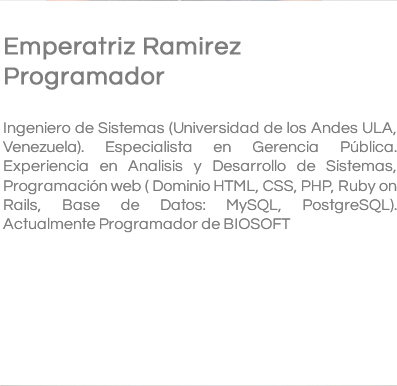 Emperatriz Ramirez
Programador
Ingeniero de Sistemas (Universidad de los Andes ULA,
Venezuela). Especialista en Gerencia Pública.
Experiencia en Analisis y Desarrollo de Sistemas,
Programación web ( Dominio HTML, CSS, PHP, Ruby on
Rails, Base de Datos: MySQL, PostgreSQL).
Actualmente Programador de BIOSOFT